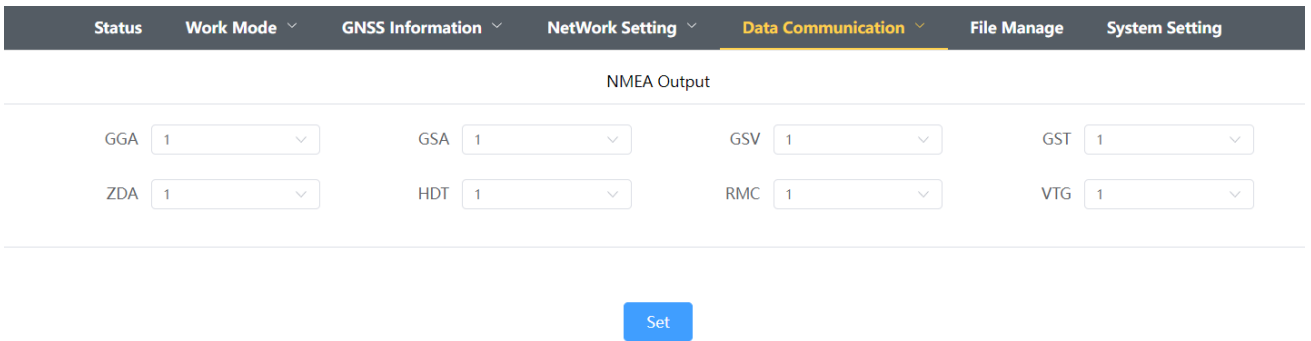 Status Work Mode GNSS Information NetWork Setting Data Communication File Manage System Setting
NMEA Output
GGA 1 GSA 1 GSV 1 GST 1
ZDA 1 HDT 1 RMC 1 VTG 1
Set